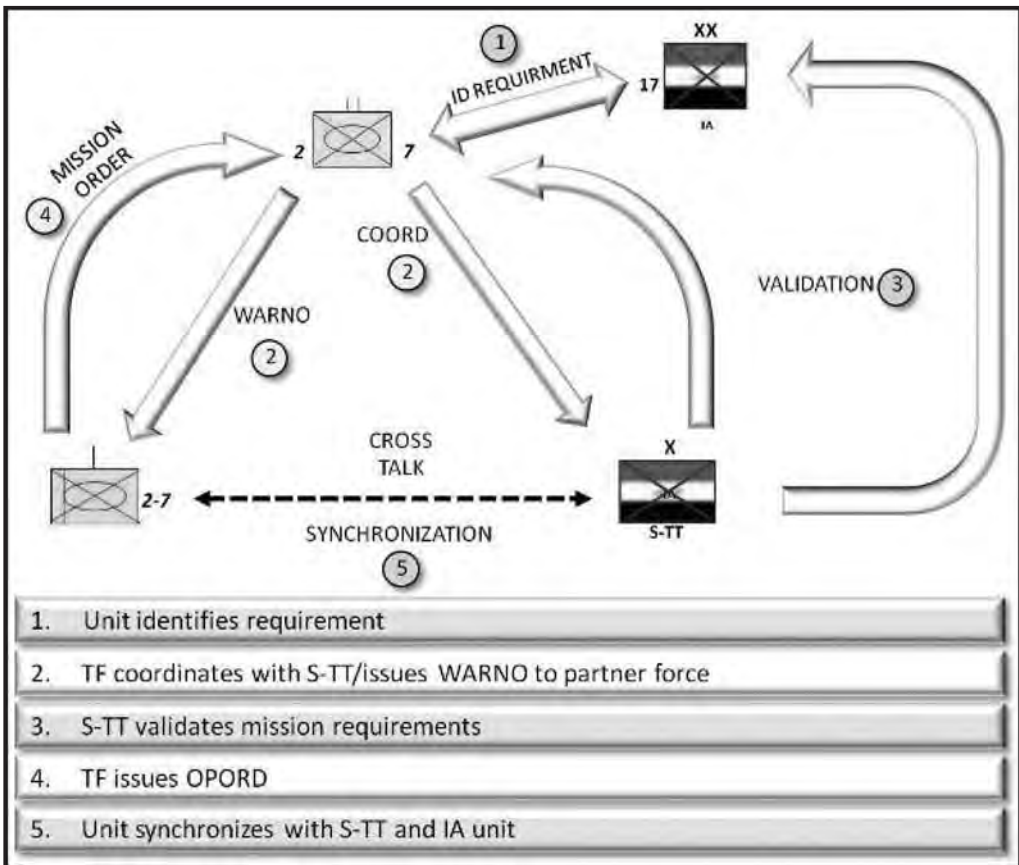 1
XX
ID REQUIRMENT
17
IA
2
7
MISSION
ORDER
4
COORD
2
VALIDATION
3
WARNO
2
X
CROSS
TALK
2-7
S-TT
SYNCHRONIZATION
5
1. Unit identifies requirement
2. TF coordinates with S-TT/issues WARNO to partner force
3. S-TT validates mission requirements
4. TF issues OPORD
5. Unit synchronizes with S-TT and IA unit